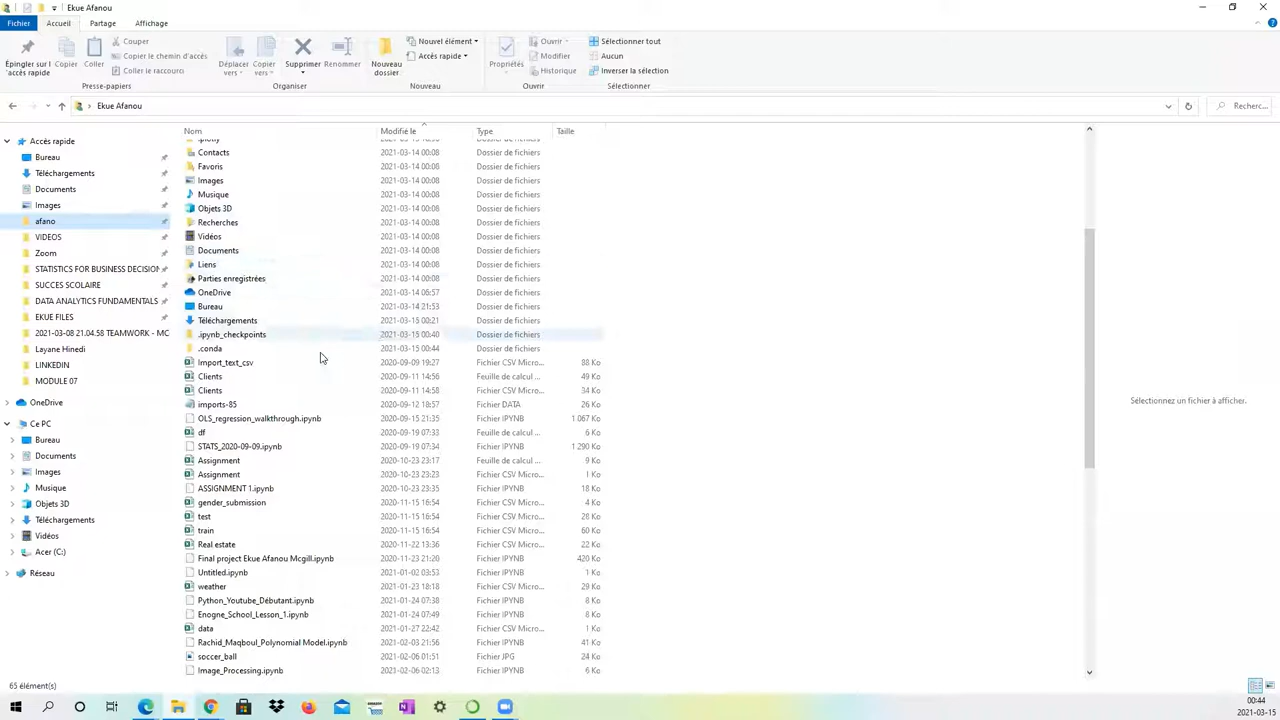 Ekue Afanou
Fichier Accueil Partage Affichage
Épingler sur l'accès rapide
Copier
Coller
Couper
Copier le chemin d'accès
Coller le raccourci
Presse-papiers
Déplacer vers
Copier vers
Supprimer
Renommer
Organiser
Nouveau dossier
Nouvel élément
Accès rapide
Nouveau
Propriétés
Ouvrir
Modifier
Historique
Ouvrir
Sélectionner tout
Aucun
Inverser la sélection
Sélectionner
Ekue Afanou
Recherc...
Accès rapide
Bureau
Téléchargements
Documents
Images
afano
VIDEOS
Zoom
STATISTICS FOR BUSINESS DECISION
SUCCES SCOLAIRE
DATA ANALYTICS FUNDAMENTALS
EKUE FILES
2021-03-08 21.04.58 TEAMWORK - MC
Layane Hinedi
LINKEDIN
MODULE 07
OneDrive
Ce PC
Bureau
Documents
Images
Musique
Objets 3D
Téléchargements
Vidéos
Acer (C:)
Réseau
Nom Modifié le Type Taille
Contacts 2021-03-14 00:08 Dossier de fichiers
Favoris 2021-03-14 00:08 Dossier de fichiers
Images 2021-03-14 00:08 Dossier de fichiers
Musique 2021-03-14 00:08 Dossier de fichiers
Objets 3D 2021-03-14 00:08 Dossier de fichiers
Recherches 2021-03-14 00:08 Dossier de fichiers
Vidéos 2021-03-14 00:08 Dossier de fichiers
Documents 2021-03-14 00:08 Dossier de fichiers
Liens 2021-03-14 00:08 Dossier de fichiers
Parties enregistrées 2021-03-14 00:08 Dossier de fichiers
OneDrive 2021-03-14 06:57 Dossier de fichiers
Bureau 2021-03-14 21:53 Dossier de fichiers
Téléchargements 2021-03-15 00:21 Dossier de fichiers
.ipynb_checkpoints 2021-03-15 00:40 Dossier de fichiers
.conda 2021-03-15 00:44 Dossier de fichiers
Import_text_csv 2020-09-09 19:27 Fichier CSV Micro... 88 Ko
Clients 2020-09-11 14:56 Feuille de calcul ... 49 Ko
Clients 2020-09-11 14:58 Fichier CSV Micro... 34 Ko
imports-85 2020-09-12 18:57 Fichier DATA 26 Ko
OLS_regression_walkthrough.ipynb 2020-09-15 21:35 Fichier IPYNB 1 067 Ko
df 2020-09-19 07:33 Feuille de calcul ... 6 Ko
STATS_2020-09-09.ipynb 2020-09-19 07:34 Fichier IPYNB 1 290 Ko
Assignment 2020-10-23 23:17 Feuille de calcul ... 9 Ko
Assignment 2020-10-23 23:23 Fichier CSV Micro... 1 Ko
ASSIGNMENT 1.ipynb 2020-10-23 23:35 Fichier IPYNB 18 Ko
gender_submission 2020-11-15 16:54 Fichier CSV Micro... 4 Ko
test 2020-11-15 16:54 Fichier CSV Micro... 28 Ko
train 2020-11-15 16:54 Fichier CSV Micro... 60 Ko
Real estate 2020-11-22 13:36 Fichier CSV Micro... 22 Ko
Final project Ekue Afanou Mcgill.ipynb 2020-11-23 21:20 Fichier IPYNB 420 Ko
Untitled.ipynb 2021-01-02 03:53 Fichier IPYNB 1 Ko
weather 2021-01-23 18:18 Fichier CSV Micro... 29 Ko
Python_Youtube_Débutant.ipynb 2021-01-24 07:38 Fichier IPYNB 8 Ko
Enogne_School_Lesson_1.ipynb 2021-01-24 07:49 Fichier IPYNB 8 Ko
data 2021-01-27 22:42 Fichier CSV Micro... 1 Ko
Rachid_Maqboul_Polynomial Model.ipynb 2021-02-03 21:56 Fichier IPYNB 41 Ko
soccer_ball 2021-02-06 01:51 Fichier JPG 24 Ko
Image_Processing.ipynb 2021-02-06 02:13 Fichier IPYNB 6 Ko
Sélectionnez un fichier à afficher.
65 élément(s)
00:44
2021-03-15